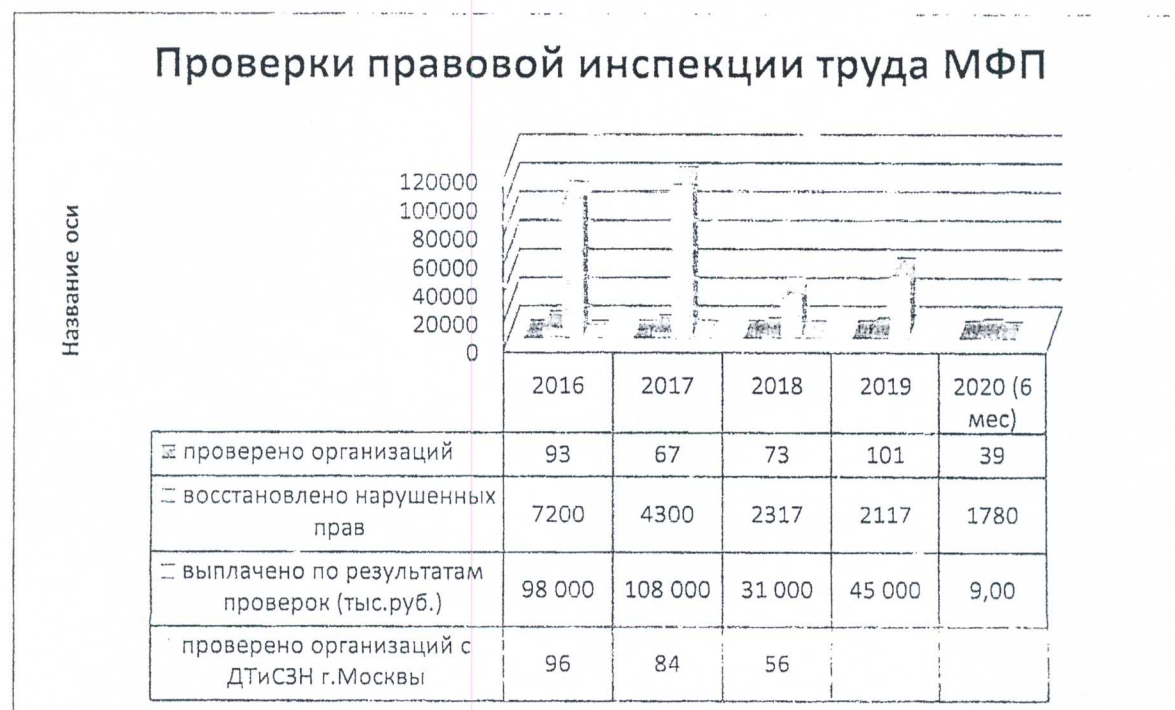 Проверки правовой инспекции труда МФП
Название оси
120000
100000
80000
60000
40000
20000
0
2016 2017 2018 2019 2020 (6
мес)
проверено организаций 93 67 73 101 39
восстановлено нарушенных
прав 7200 4300 2317 2117 1780
выплачено по результатам
проверок (тыс.руб.) 98 000 108 000 31 000 45 000 9,00
проверено организаций с
ДТиСЗН г.Москвы 96 84 56